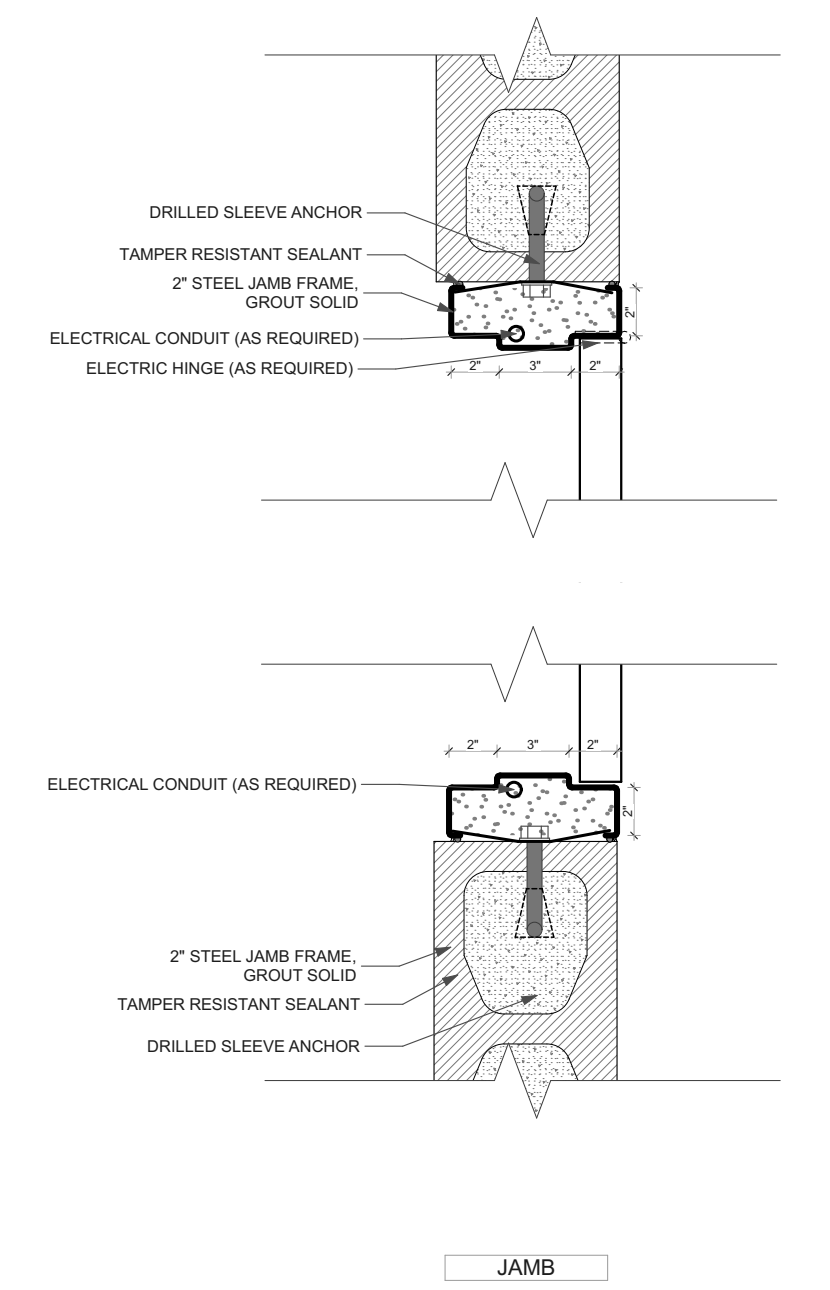 DRILLED SLEEVE ANCHOR
TAMPER RESISTANT SEALANT
2" STEEL JAMB FRAME,
GROUT SOLID
ELECTRICAL CONDUIT (AS REQUIRED)
ELECTRIC HINGE (AS REQUIRED)
2"
2" 3" 2"
2" 3" 2"
ELECTRICAL CONDUIT (AS REQUIRED)
2"
2" STEEL JAMB FRAME,
GROUT SOLID
TAMPER RESISTANT SEALANT
DRILLED SLEEVE ANCHOR
JAMB